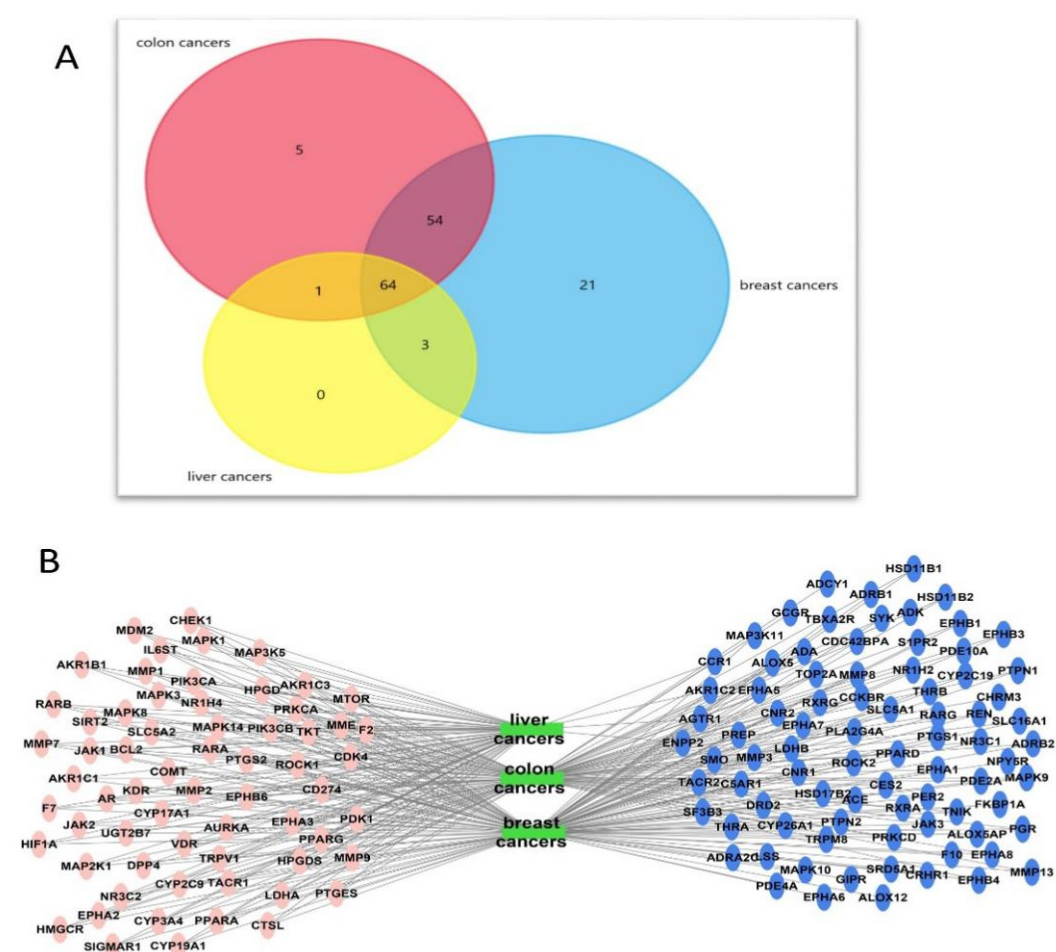 A
colon cancers
5
54
64
1
21
breast cancers
3
0
liver cancers
B
CHEK1
MDM2
MAPK1
IL6ST
MAP3K5
AKR1B1
MMP1
PIK3CA
HPGD
AKR1C3
MTOR
RARB
MAPK3
NR1H4
PRKCA
MAPK8
SIRT2
SLC5A2
MAPK14
PIK3CB
TKT
MME
F2
MMP7
JAK1
BCL2
RARA
PTGS2
ROCK1
CDK4
AKR1C1
COMT
KDR
MMP2
EPHB6
CD274
F7
AR
CYP17A1
JAK2
UGT2B7
AURKA
EPHA3
PDK1
HIF1A
VDR
PPARG
MAP2K1
DPP4
TRPV1
HPGDS
MMP9
NR3C2
CYP2C9
TACR1
LDHA
PTGES
EPHA2
HMGCR
CYP3A4
PPARA
CTSL
SIGMAR1
CYP19A1
liver
cancers
colon
cancers
breast
cancers
HSD11B1
ADCY1
ADRB1
HSD11B2
GCGR
TBXA2R
SYK
ADK
EPHB1
MAP3K11
CDC42BPA
S1PR2
EPHB3
ADA
PDE10A
CCR1
ALOX5
TOP2A
MMP8
NR1H2
CYP2C19
PTPN1
AKR1C2
EPHA5
RXRG
CCKBR
THRB
CHRM3
AGTR1
CNR2
SLC5A1
RARG
REN
SLC16A1
EPHA7
PLA2G4A
PTGS1
NR3C1
ADRB2
ENPP2
PREP
LDHB
PPARD
NPY5R
SMO
MMP3
ROCK2
EPHA1
PDE2A
MAPK9
TACR2
C5AR1
CNR1
CES2
HSD17B2
ACE
PER2
SF3B3
DRD2
RXRA
TNIK
FKBP1A
THRA
CYP26A1
PTPN2
JAK3
ALOX5AP
PGR
TRPM8
PRKCD
LSS
F10
EPHA8
MAPK10
GIPR
SRD5A1
CRHR1
EPHB4
MMP13
PDE4A
EPHA6
ALOX12